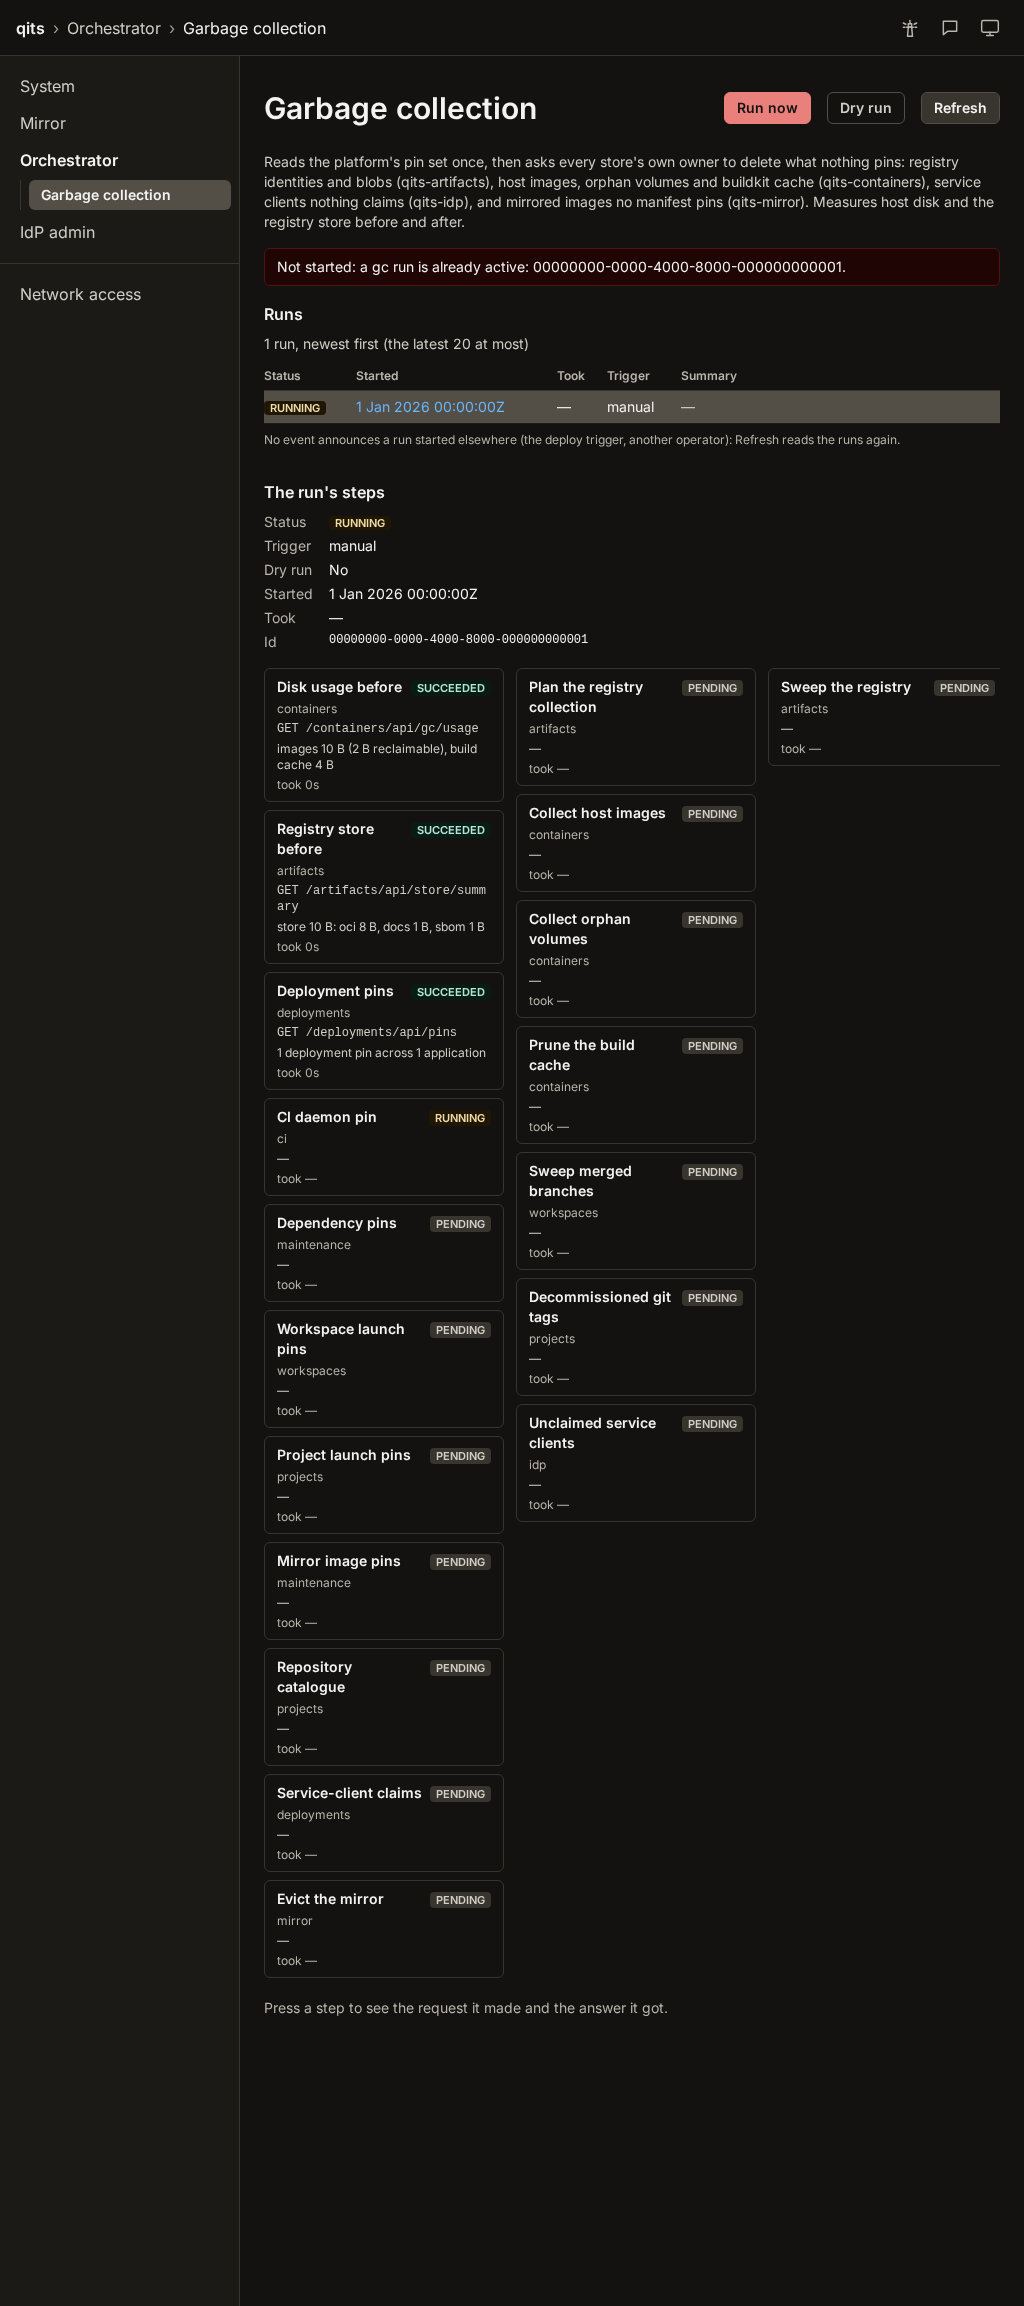 qits › Orchestrator › Garbage collection
System
Mirror
Orchestrator
Garbage collection
IdP admin
Network access
Garbage collection
Run now
Dry run
Refresh
Reads the platform's pin set once, then asks every store's own owner to delete what nothing pins: registry
identities and blobs (qits-artifacts), host images, orphan volumes and buildkit cache (qits-containers), service
clients nothing claims (qits-idp), and mirrored images no manifest pins (qits-mirror). Measures host disk and the
registry store before and after.
Not started: a gc run is already active: 00000000-0000-4000-8000-000000000001.
Runs
1 run, newest first (the latest 20 at most)
Status Started Took Trigger Summary
RUNNING 1 Jan 2026 00:00:00Z — manual —
No event announces a run started elsewhere (the deploy trigger, another operator): Refresh reads the runs again.
The run's steps
Status RUNNING
Trigger manual
Dry run No
Started 1 Jan 2026 00:00:00Z
Took —
Id 00000000-0000-4000-8000-000000000001
Disk usage before SUCCEEDED
containers
GET /containers/api/gc/usage
images 10 B (2 B reclaimable), build
cache 4 B
took 0s
Registry store SUCCEEDED
before
artifacts
GET /artifacts/api/store/summ
ary
store 10 B: oci 8 B, docs 1 B, sbom 1 B
took 0s
Deployment pins SUCCEEDED
deployments
GET /deployments/api/pins
1 deployment pin across 1 application
took 0s
CI daemon pin RUNNING
ci
—
took —
Dependency pins PENDING
maintenance
—
took —
Workspace launch PENDING
pins
workspaces
—
took —
Project launch pins PENDING
projects
—
took —
Mirror image pins PENDING
maintenance
—
took —
Repository PENDING
catalogue
projects
—
took —
Service-client claims PENDING
deployments
—
took —
Evict the mirror PENDING
mirror
—
took —
Plan the registry PENDING
collection
artifacts
—
took —
Collect host images PENDING
containers
—
took —
Collect orphan PENDING
volumes
containers
—
took —
Prune the build PENDING
cache
containers
—
took —
Sweep merged PENDING
branches
workspaces
—
took —
Decommissioned git PENDING
tags
projects
—
took —
Unclaimed service PENDING
clients
idp
—
took —
Sweep the registry PENDING
artifacts
—
took —
Press a step to see the request it made and the answer it got.